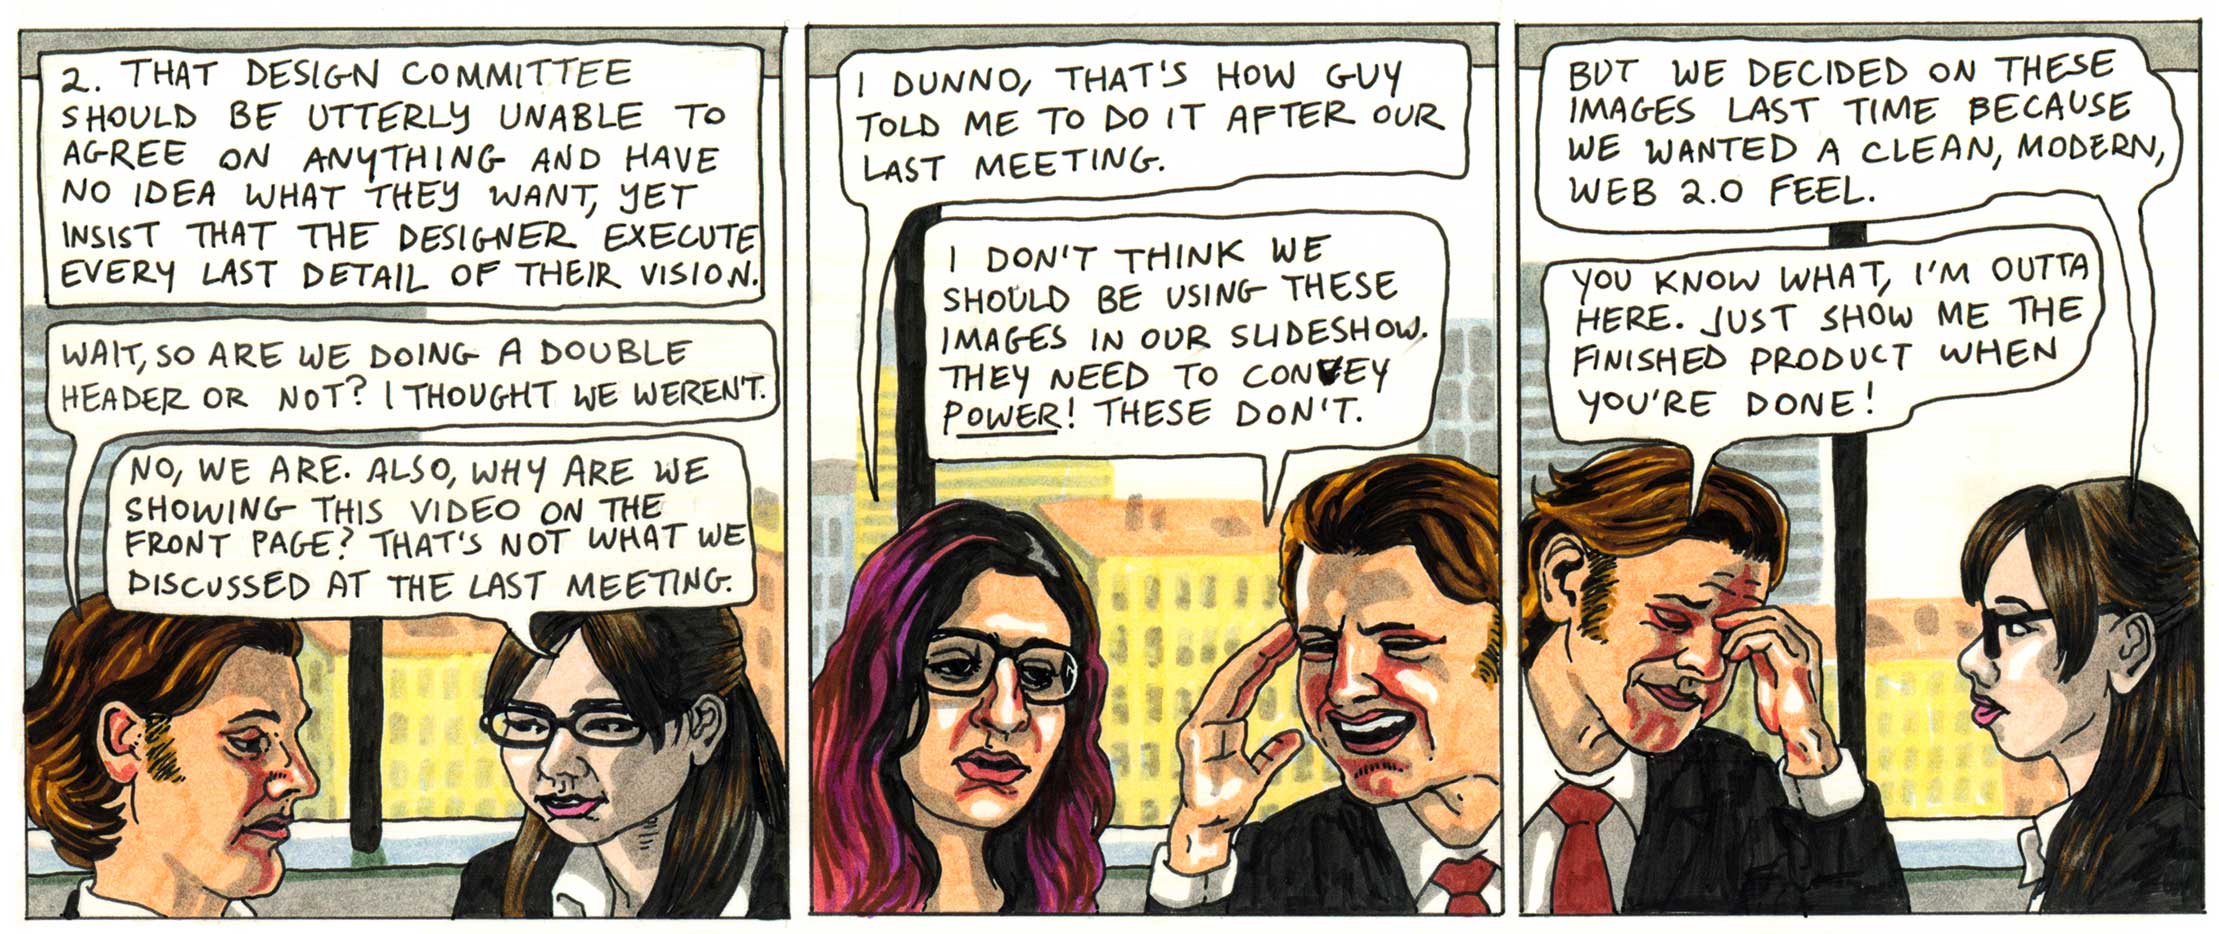 2. THAT DESIGN COMMITTEE
SHOULD BE UTTERLY UNABLE TO
AGREE ON ANYTHING AND HAVE
NO IDEA WHAT THEY WANT, YET
INSIST THAT THE DESIGNER EXECUTE
EVERY LAST DETAIL OF THEIR VISION.
WAIT, SO ARE WE DOING A DOUBLE
HEADER OR NOT? I THOUGHT WE WEREN'T.
NO, WE ARE. ALSO, WHY ARE WE
SHOWING THIS VIDEO ON THE
FRONT PAGE? THAT'S NOT WHAT WE
DISCUSSED AT THE LAST MEETING.
I DUNNO, THAT'S HOW GUY
TOLD ME TO DO IT AFTER OUR
LAST MEETING.
I DON'T THINK WE
SHOULD BE USING THESE
IMAGES IN OUR SLIDESHOW.
THEY NEED TO CONVEY
POWER! THESE DON'T.
BUT WE DECIDED ON THESE
IMAGES LAST TIME BECAUSE
WE WANTED A CLEAN, MODERN,
WEB 2.0 FEEL.
YOU KNOW WHAT, I'M OUTTA
HERE. JUST SHOW ME THE
FINISHED PRODUCT WHEN
YOU'RE DONE!